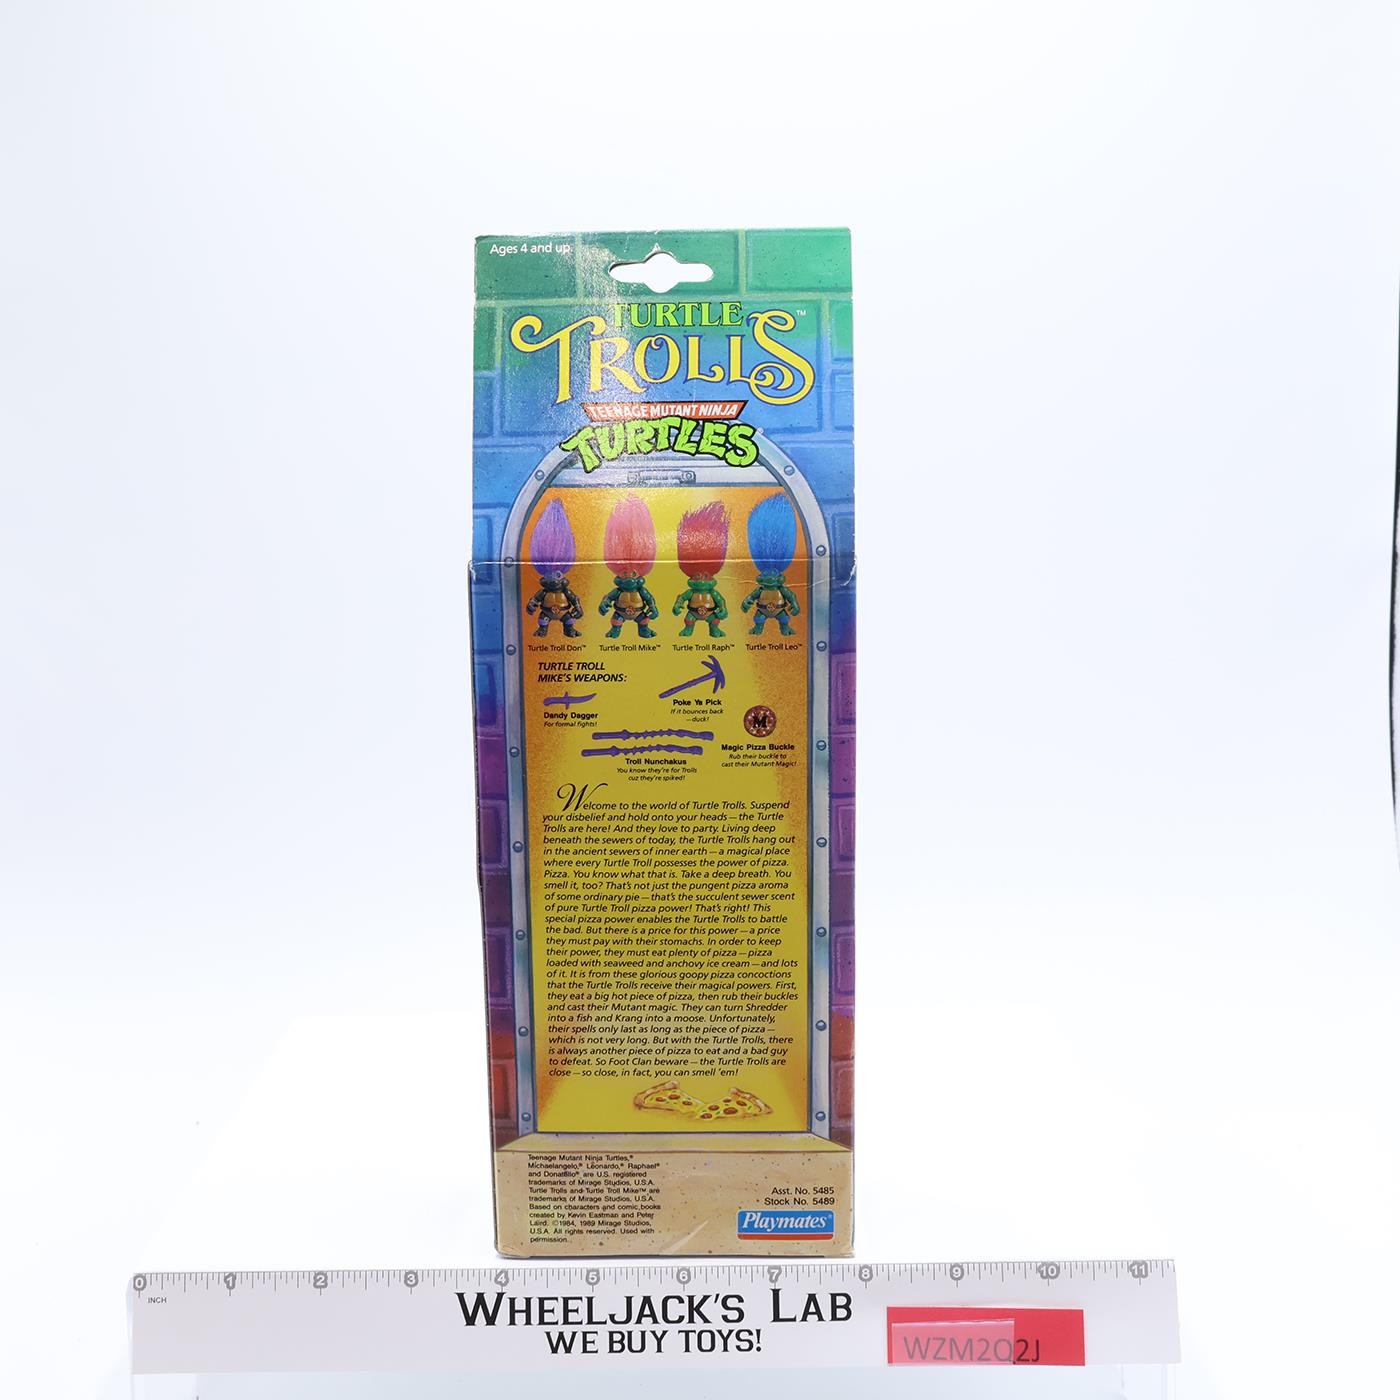 Ages 4 and up.
TURTLE
TROLLS™
TEENAGE MUTANT NINJA
TURTLES®
Turtle Troll Don™ Turtle Troll Mike™ Turtle Troll Raph™ Turtle Troll Leo™
TURTLE TROLL
MIKE'S WEAPONS:
Dandy Dagger
For formal fights!
Poke Ya Pick
If it bounces back
—duck!
M
Troll Nunchakus
You know they're for Trolls
cuz they're spiked!
Magic Pizza Buckle
Rub their buckle to
cast their Mutant Magic!
Welcome to the world of Turtle Trolls. Suspend
your disbelief and hold onto your heads — the Turtle
Trolls are here! And they love to party. Living deep
beneath the sewers of today, the Turtle Trolls hang out
in the ancient sewers of inner earth — a magical place
where every Turtle Troll possesses the power of pizza.
Pizza. You know what that is. Take a deep breath. You
smell it, too? That's not just the pungent pizza aroma
of some ordinary pie — that's the succulent sewer scent
of pure Turtle Troll pizza power! That's right! This
special pizza power enables the Turtle Trolls to battle
the bad. But there is a price for this power — a price
they must pay with their stomachs. In order to keep
their power, they must eat plenty of pizza — pizza
loaded with seaweed and anchovy ice cream — and lots
of it. It is from these glorious goopy pizza concoctions
that the Turtle Trolls receive their magical powers. First,
they eat a big hot piece of pizza, then rub their buckles
and cast their Mutant magic. They can turn Shredder
into a fish and Krang into a moose. Unfortunately,
their spells only last as long as the piece of pizza —
which is not very long. But with the Turtle Trolls, there
is always another piece of pizza to eat and a bad guy
to defeat. So Foot Clan beware — the Turtle Trolls are
close — so close, in fact, you can smell 'em!
Teenage Mutant Ninja Turtles,®
Michaelangelo,® Leonardo,® Raphael®
and Donatello® are U.S. registered
trademarks of Mirage Studios, U.S.A.
Turtle Trolls and Turtle Troll Mike™ are
trademarks of Mirage Studios, U.S.A.
Based on characters and comic books
created by Kevin Eastman and Peter
Laird. ©1984, 1989 Mirage Studios,
U.S.A. All rights reserved. Used with
permission.
Asst. No. 5485
Stock No. 5489
Playmates®
0 1 2 3 4 5 6 7 8 9 10 11
INCH
WHEELJACK'S LAB
WE BUY TOYS!
WZM2Q2J